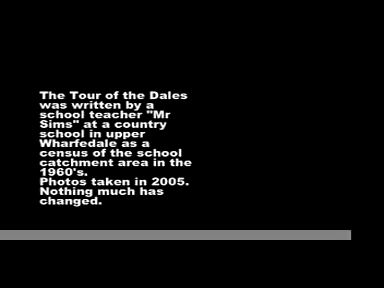 The Tour of the Dales
was written by a
school teacher "Mr
Sims" at a country
school in upper
Wharfedale as a
census of the school
catchment area in the
1960's.
Photos taken in 2005.
Nothing much has
changed.